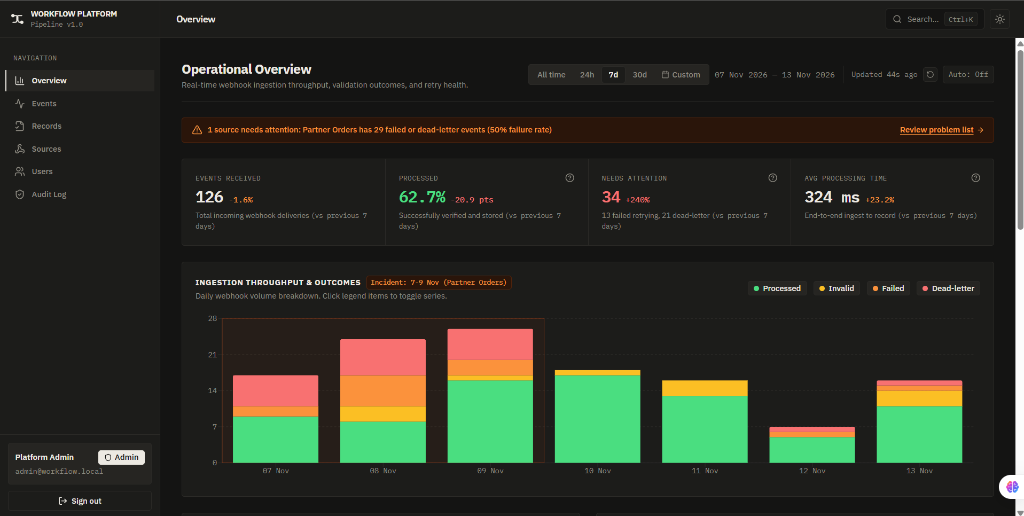 WORKFLOW PLATFORM
Pipeline v1.0
Overview
Search... Ctrl+K
NAVIGATION
Overview
Events
Records
Sources
Users
Audit Log
Operational Overview
Real-time webhook ingestion throughput, validation outcomes, and retry health.
All time 24h 7d 30d Custom 07 Nov 2026 — 13 Nov 2026 Updated 44s ago Auto: Off
1 source needs attention: Partner Orders has 29 failed or dead-letter events (50% failure rate)
Review problem list →
EVENTS RECEIVED
126 -1.6%
Total incoming webhook deliveries (vs previous 7
days)
PROCESSED
62.7% -20.9 pts
Successfully verified and stored (vs previous 7
days)
NEEDS ATTENTION
34 +240%
13 failed retrying, 21 dead-letter (vs previous 7
days)
AVG PROCESSING TIME
324 ms +23.2%
End-to-end ingest to record (vs previous 7 days)
INGESTION THROUGHPUT & OUTCOMES Incident: 7-9 Nov (Partner Orders)
Daily webhook volume breakdown. Click legend items to toggle series.
Processed Invalid Failed Dead-letter
28
21
14
7
0
07 Nov 08 Nov 09 Nov 10 Nov 11 Nov 12 Nov 13 Nov
Platform Admin Admin
admin@workflow.local
Sign out